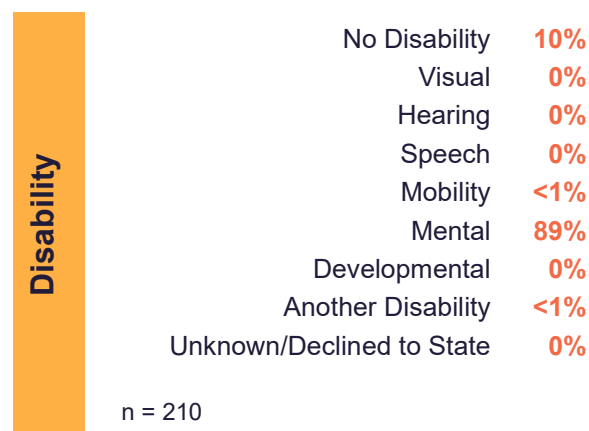 Disability
No Disability 10%
Visual 0%
Hearing 0%
Speech 0%
Mobility <1%
Mental 89%
Developmental 0%
Another Disability <1%
Unknown/Declined to State 0%
n = 210